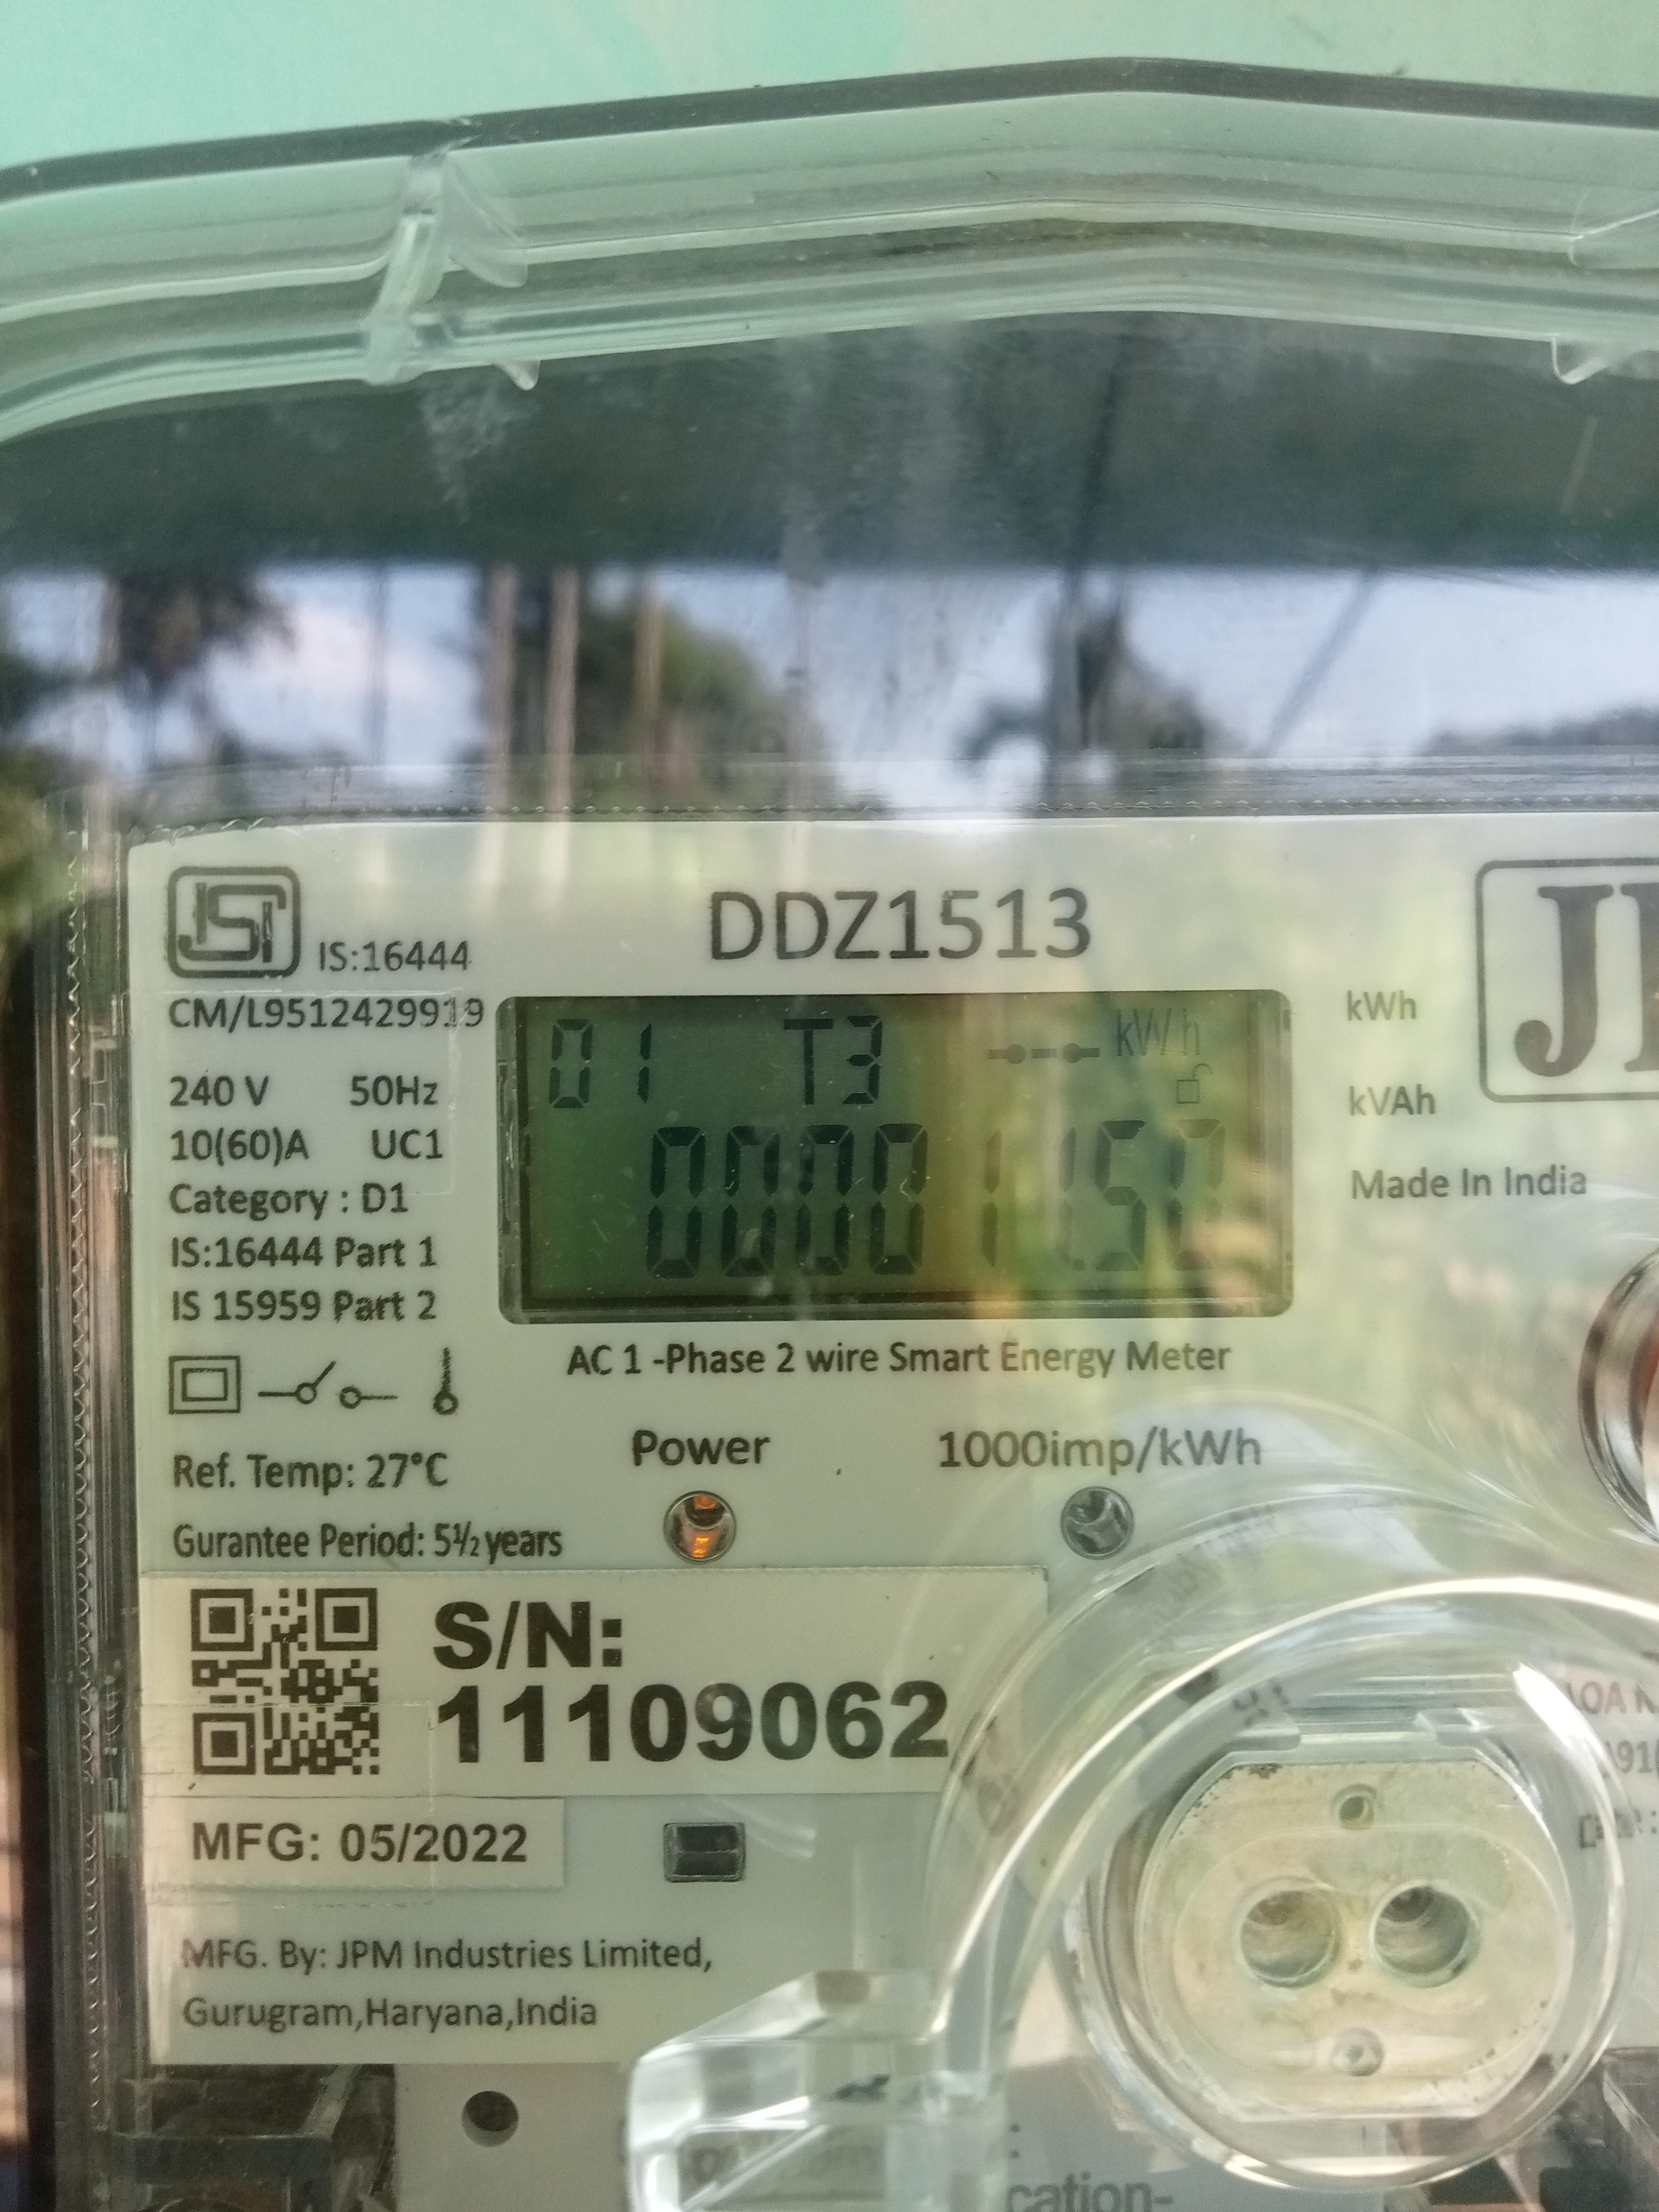 ISI
IS:16444
DDZ1513
CM/L9512429919
kWh
01 T3 kWh
240 V 50Hz
kVAh
10(60)A UC1
000011.50
Category : D1
Made In India
IS:16444 Part 1
IS 15959 Part 2
AC 1 -Phase 2 wire Smart Energy Meter
Power 1000imp/kWh
Ref. Temp: 27°C
Gurantee Period: 5½ years
S/N:
11109062
MFG: 05/2022
MFG. By: JPM Industries Limited,
Gurugram,Haryana,India